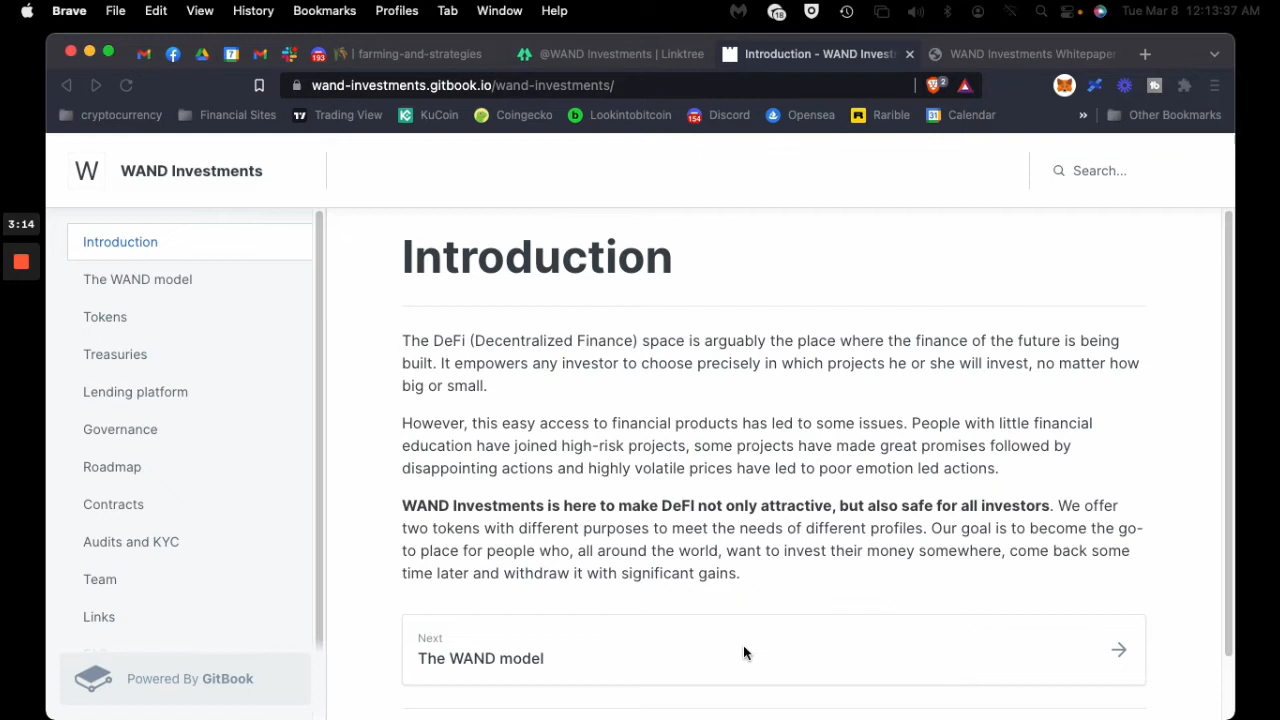 Brave File Edit View History Bookmarks Profiles Tab Window Help 18 Tue Mar 8 12:13:37 AM
193 | farming-and-strategies @WAND Investments | Linktree Introduction - WAND Invest WAND Investments Whitepaper
wand-investments.gitbook.io/wand-investments/ 2
cryptocurrency Financial Sites Trading View KuCoin Coingecko Lookintobitcoin 154 Discord Opensea Rarible 31 Calendar » Other Bookmarks
W WAND Investments Search...
3:14
Introduction
The WAND model
Tokens
Treasuries
Lending platform
Governance
Roadmap
Contracts
Audits and KYC
Team
Links
Powered By GitBook
Introduction
The DeFi (Decentralized Finance) space is arguably the place where the finance of the future is being
built. It empowers any investor to choose precisely in which projects he or she will invest, no matter how
big or small.
However, this easy access to financial products has led to some issues. People with little financial
education have joined high-risk projects, some projects have made great promises followed by
disappointing actions and highly volatile prices have led to poor emotion led actions.
WAND Investments is here to make DeFI not only attractive, but also safe for all investors. We offer
two tokens with different purposes to meet the needs of different profiles. Our goal is to become the go-
to place for people who, all around the world, want to invest their money somewhere, come back some
time later and withdraw it with significant gains.
Next
The WAND model